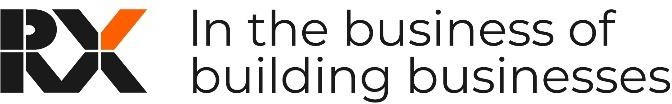 RX In the business of
building businesses